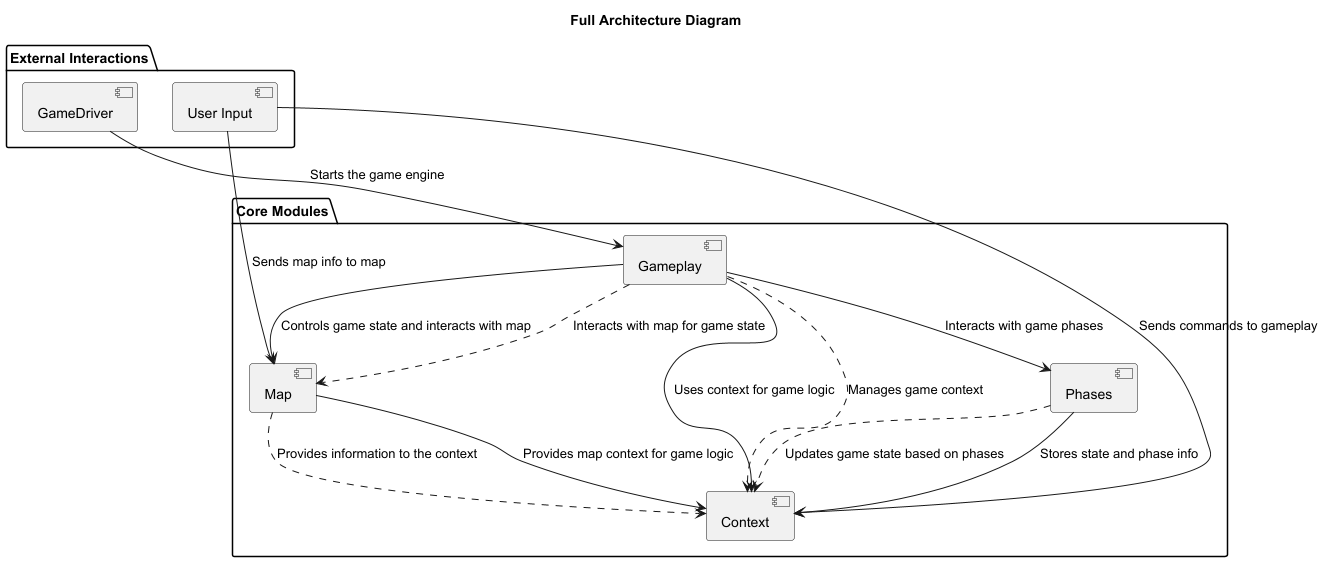 Full Architecture Diagram
External Interactions
GameDriver
User Input
Starts the game engine
Core Modules
Sends map info to map
Gameplay
Controls game state and interacts with map
Interacts with map for game state
Interacts with game phases
Sends commands to gameplay
Map
Uses context for game logic
Manages game context
Phases
Provides information to the context
Provides map context for game logic
Updates game state based on phases
Stores state and phase info
Context